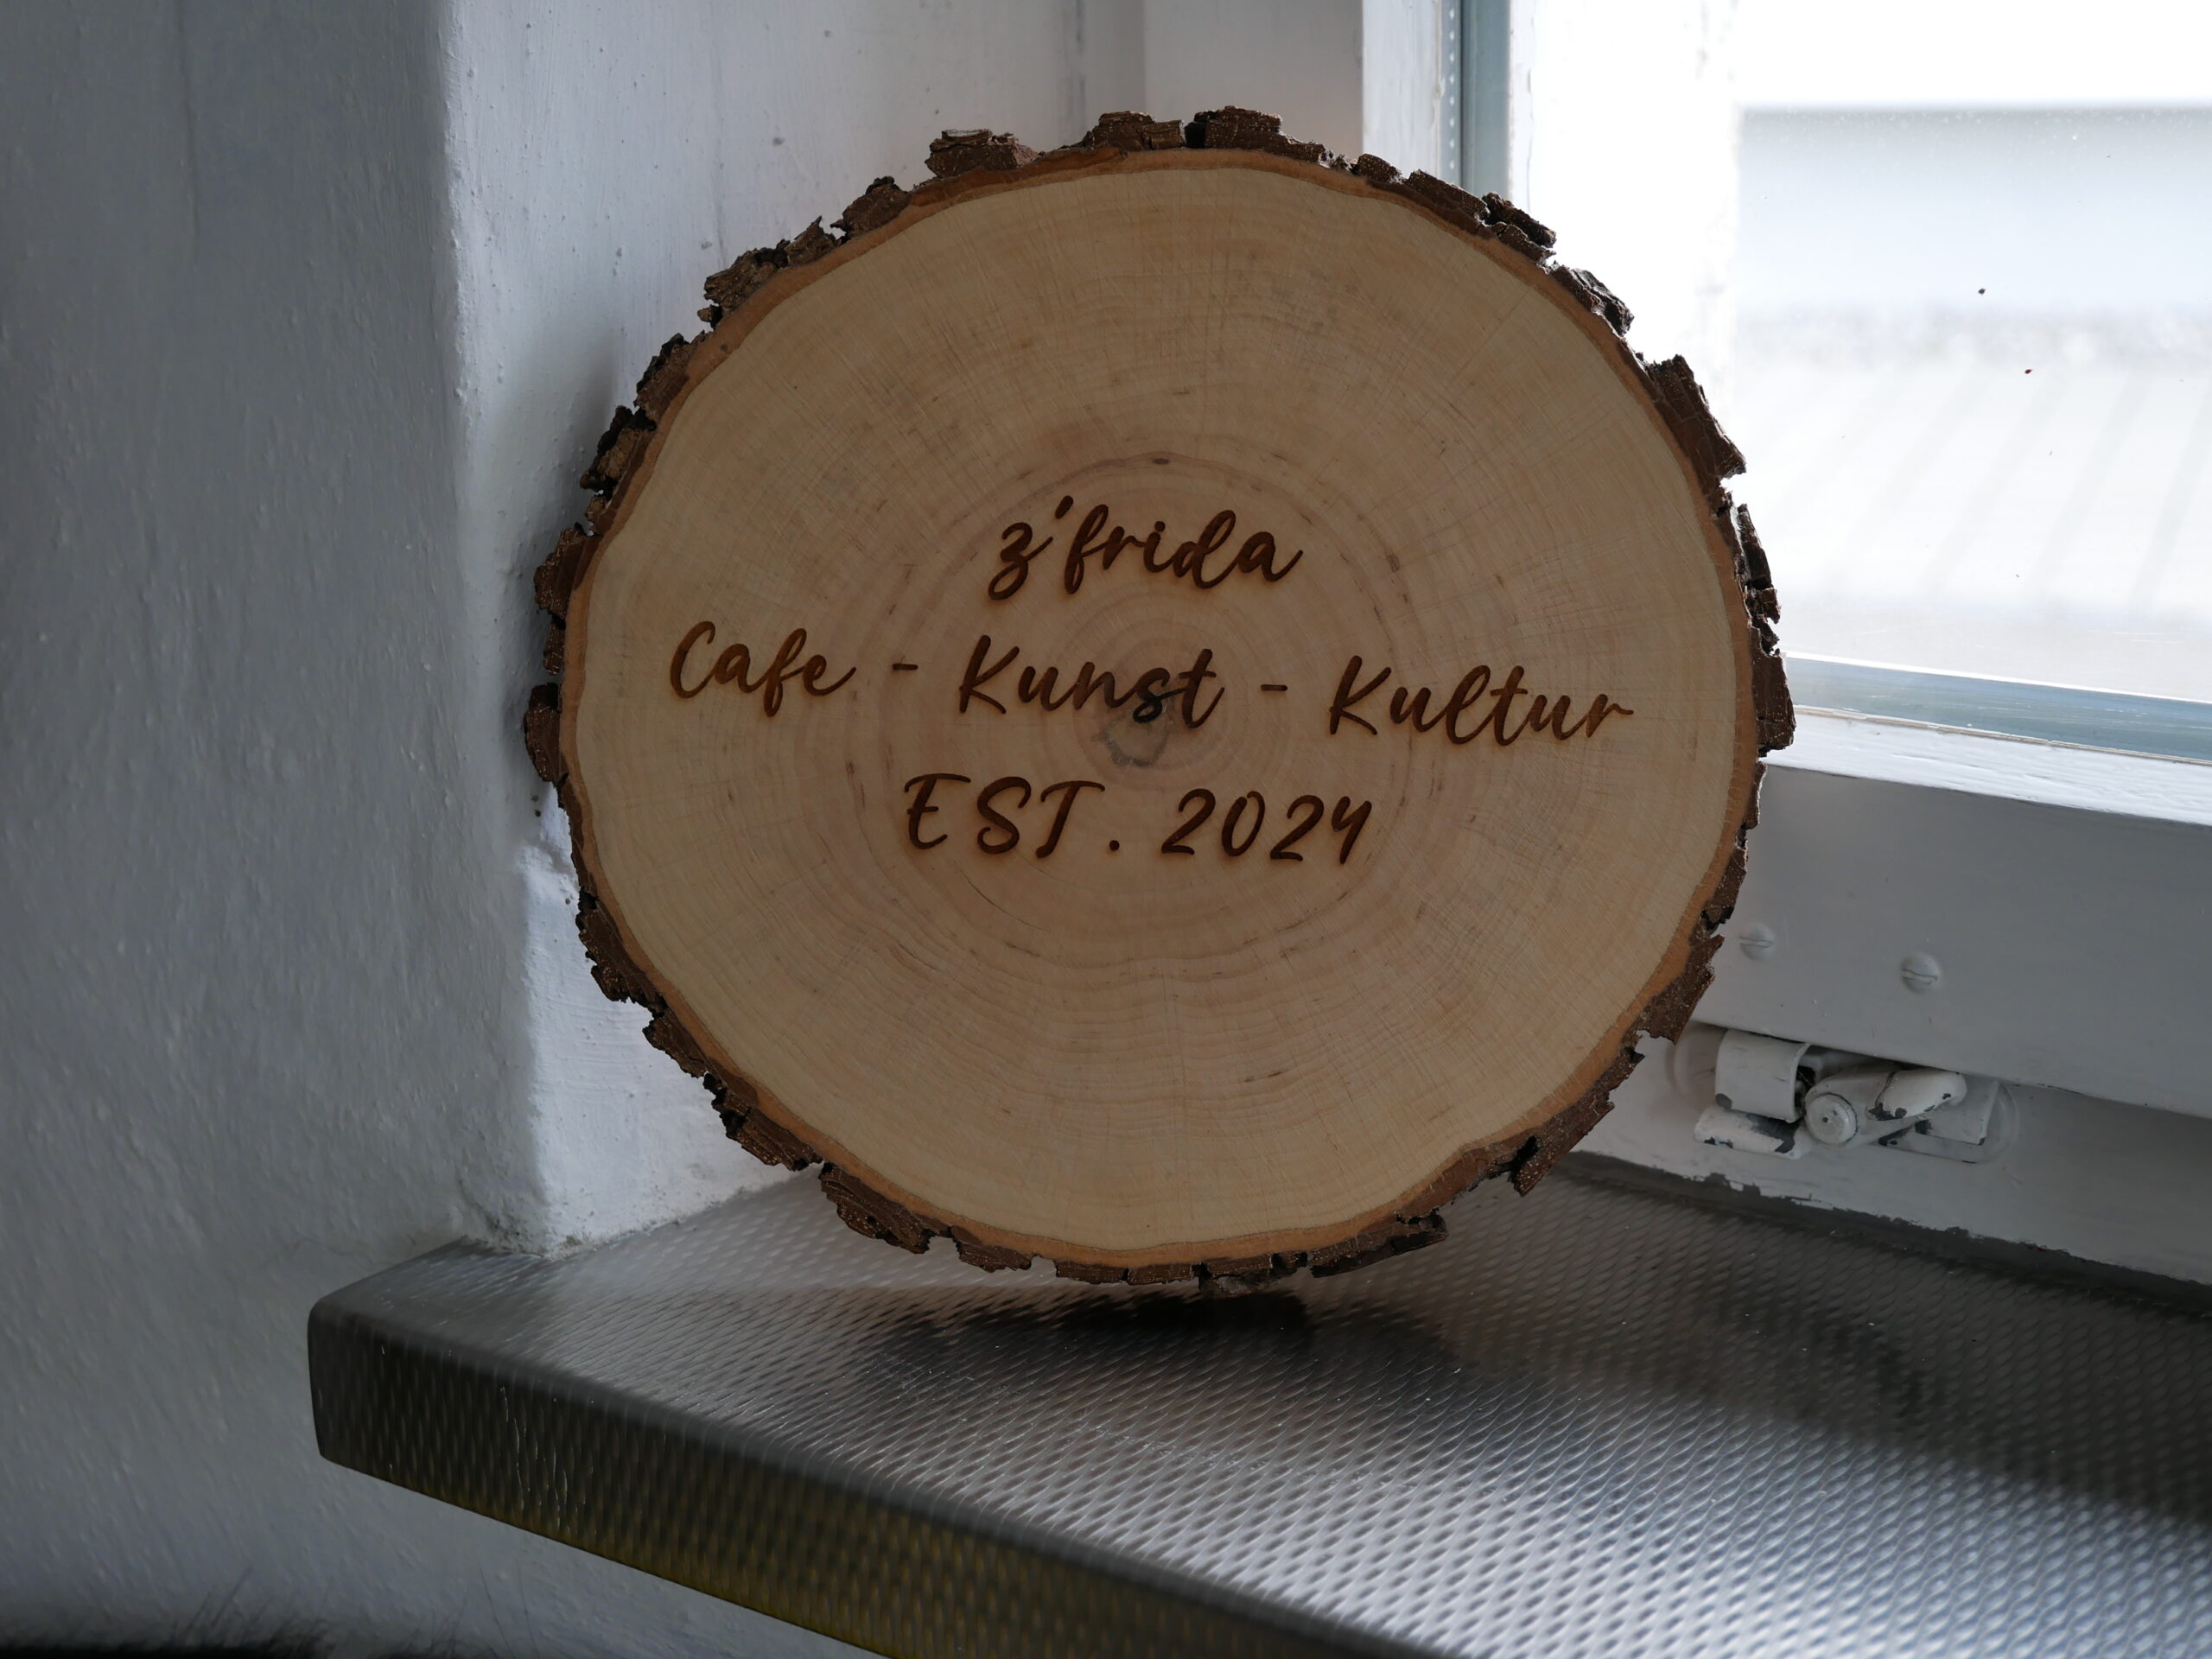 z'frida
Cafe - Kunst - Kultur
EST. 2024